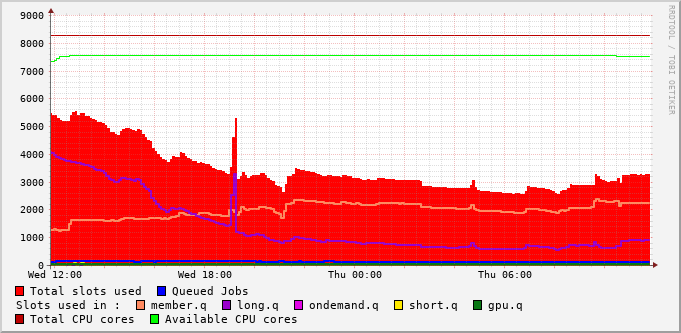 9000
8000
7000
6000
5000
4000
3000
2000
1000
0
Wed 12:00 Wed 18:00 Thu 00:00 Thu 06:00
RRDTOOL / TOBI OETIKER
Total slots used Queued Jobs
Slots used in : member.q long.q ondemand.q short.q gpu.q
Total CPU cores Available CPU cores